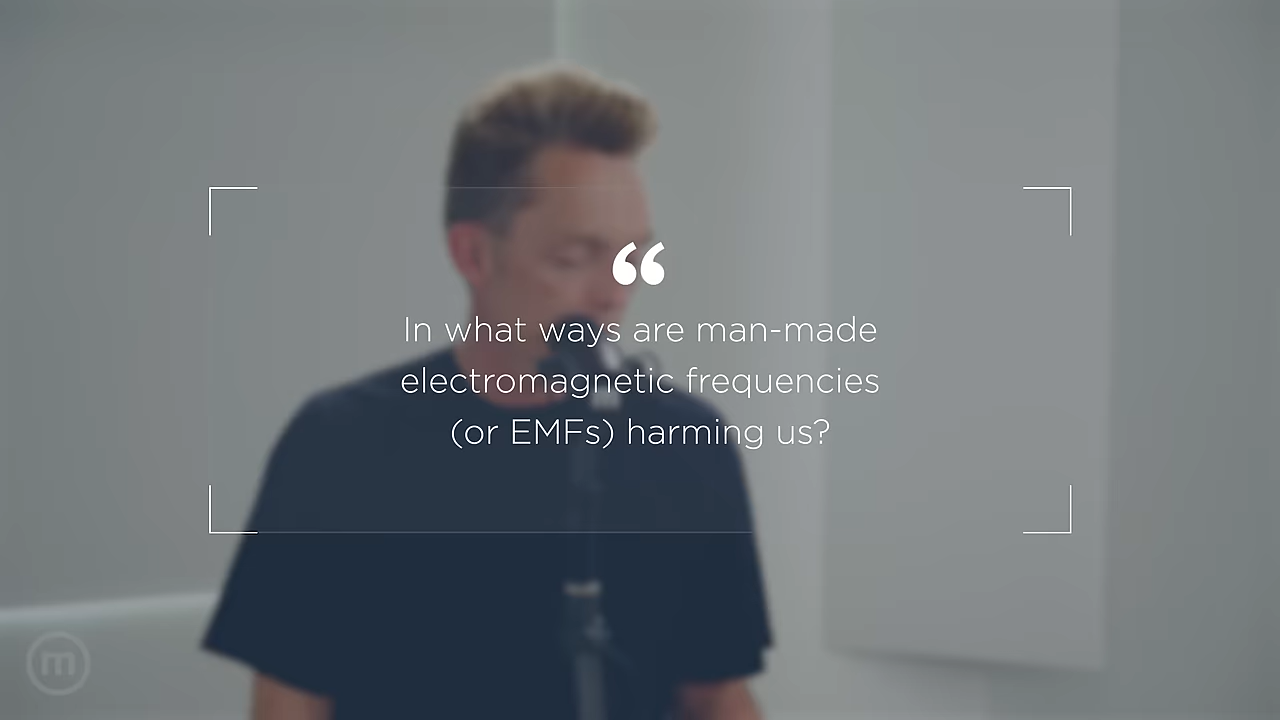 “
In what ways are man-made
electromagnetic frequencies
(or EMFs) harming us?
m